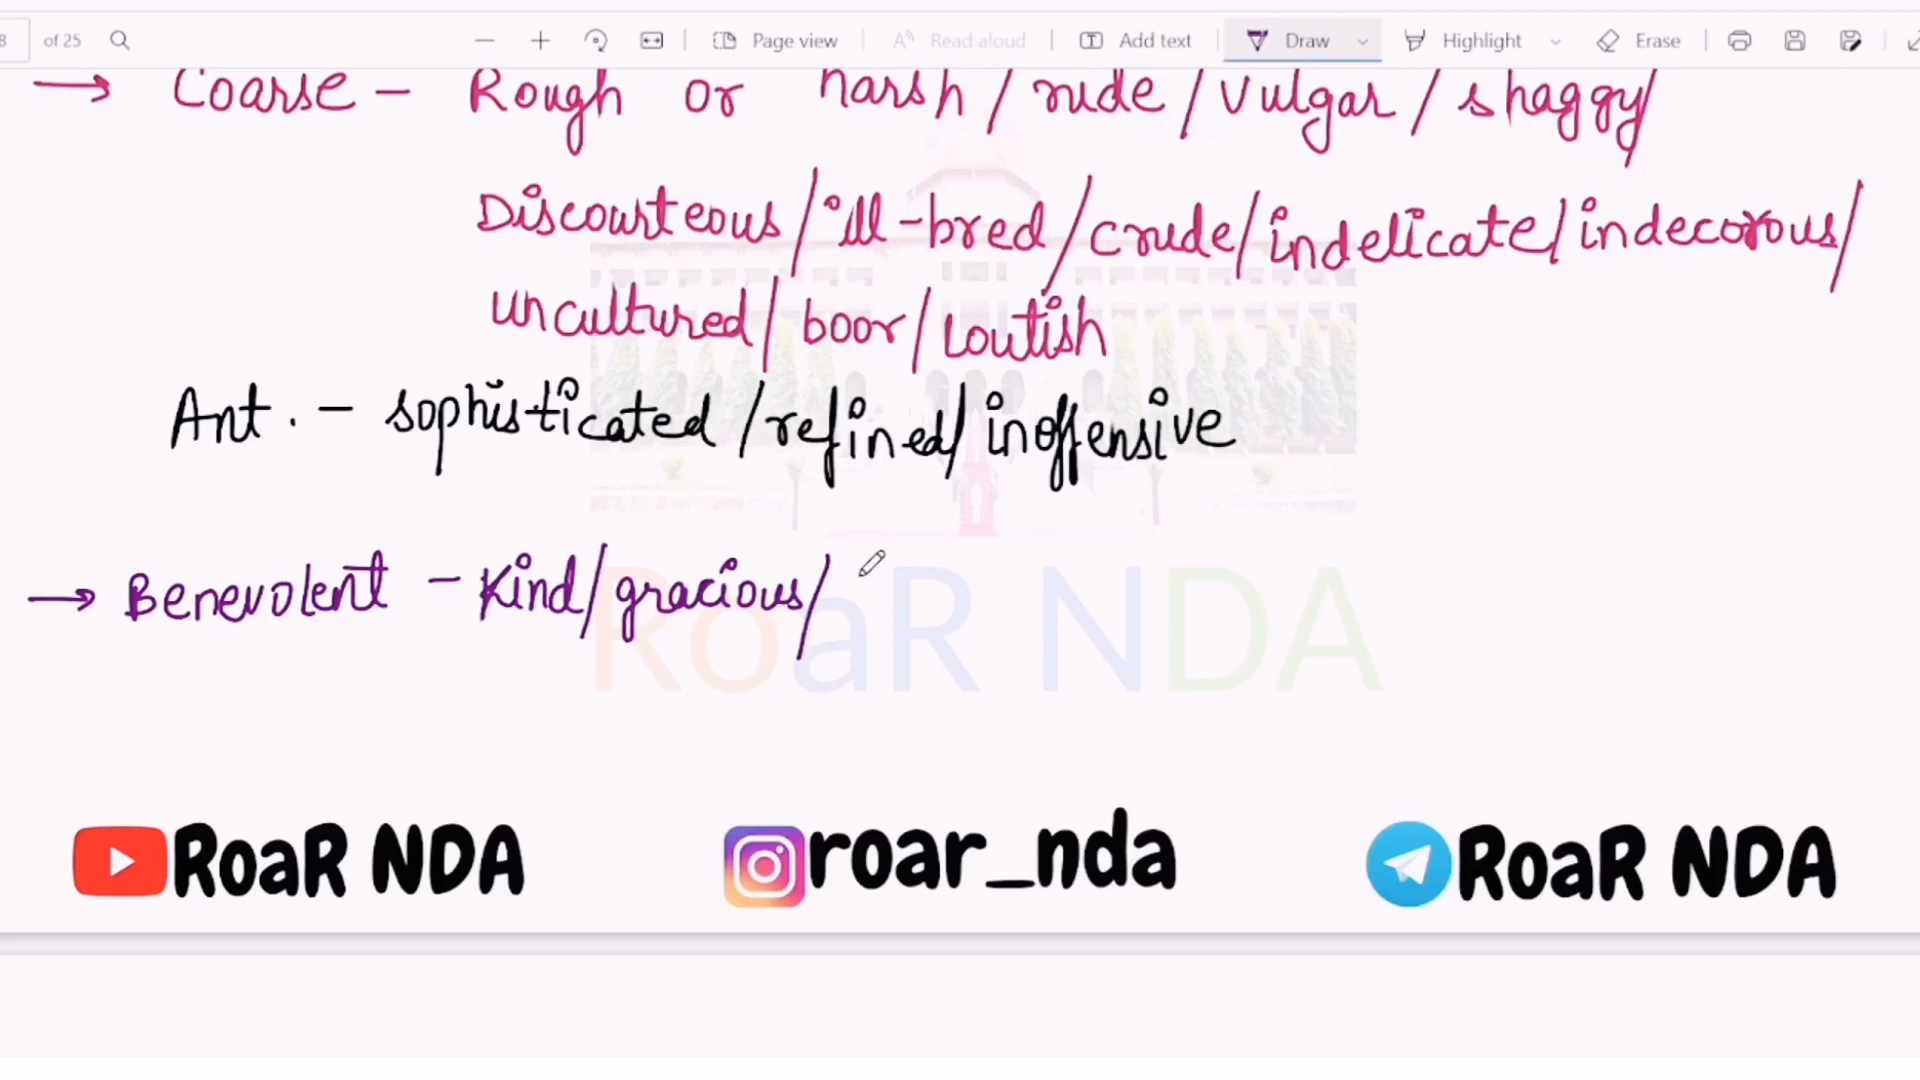 8 of 25 Page view Read aloud Add text Draw Highlight Erase
→ Coarse - Rough or harsh/rude/vulgar/shaggy/
Discourteous/ill-bred/crude/indelicate/indecorous/
uncultured/boor/Loutish
Ant. - sophisticated/refined/inoffensive
→ Benevolent - Kind/gracious/
RoaR NDA
RoaR NDA roar_nda RoaR NDA